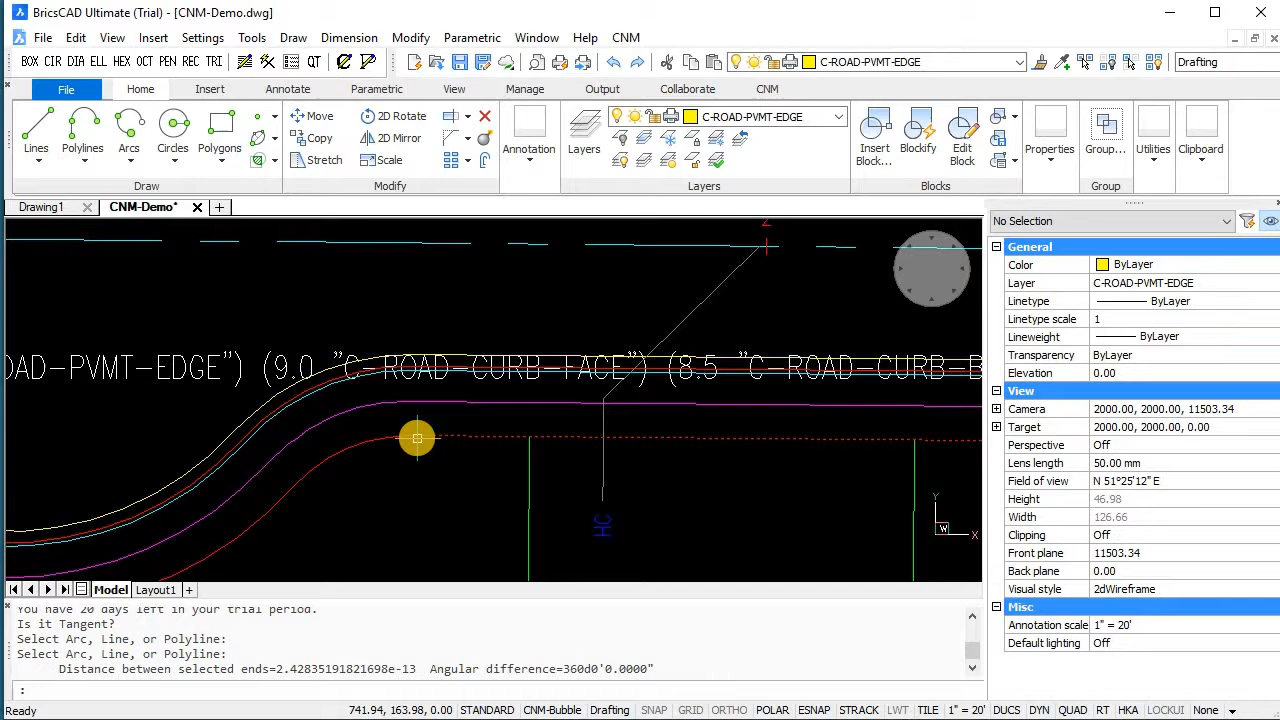 BricsCAD Ultimate (Trial) - [CNM-Demo.dwg]
File Edit View Insert Settings Tools Draw Dimension Modify Parametric Window Help CNM
BOX CIR DIA ELL HEX OCT PEN REC TRI QT C-ROAD-PVMT-EDGE Drafting
File Home Insert Annotate Parametric View Manage Output Collaborate CNM
Move 2D Rotate C-ROAD-PVMT-EDGE
Copy 2D Mirror
Lines Polylines Arcs Circles Polygons Stretch Scale Annotation Layers Insert Block... Blockify Edit Block Properties Group... Utilities Clipboard
Draw Modify Layers Blocks Group
Drawing1 CNM-Demo*
No Selection
General
Color ByLayer
Layer C-ROAD-PVMT-EDGE
Linetype ByLayer
Linetype scale 1
Lineweight ByLayer
Transparency ByLayer
Elevation 0.00
View
Camera 2000.00, 2000.00, 11503.34
Target 2000.00, 2000.00, 0.00
Perspective Off
Lens length 50.00 mm
Field of view N 51°25'12" E
Height 46.98
Width 126.66
Clipping Off
Front plane 11503.34
Back plane 0.00
Visual style 2dWireframe
Misc
Annotation scale 1" = 20'
Default lighting Off
OAD-PVMT-EDGE") (9.0 "C-ROAD-CURB-FACE") (8.5 "C-ROAD-CURB-B
HC
Y
W
X
Model Layout1 +
You have 20 days left in your trial period.
Is it Tangent?
Select Arc, Line, or Polyline:
Select Arc, Line, or Polyline:
Distance between selected ends=2.42835191821698e-13 Angular difference=360d0'0.0000"
:
Ready 741.94, 163.98, 0.00 STANDARD CNM-Bubble Drafting SNAP GRID ORTHO POLAR ESNAP STRACK LWT TILE 1" = 20' DUCS DYN QUAD RT HKA None